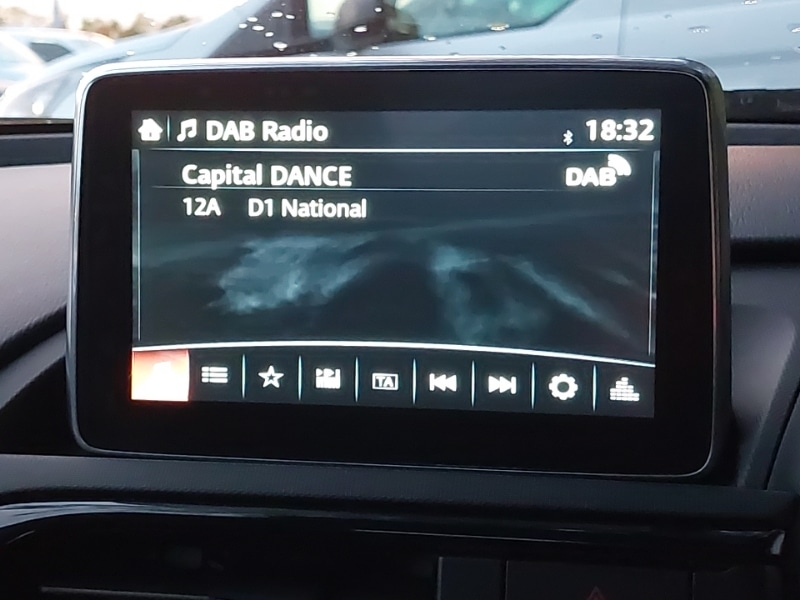 DAB Radio 18:32
Capital DANCE DAB
12A D1 National
TA